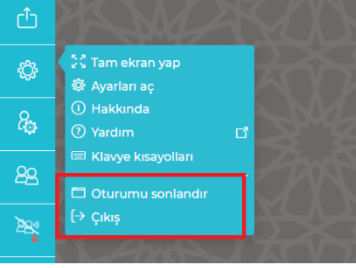 Tam ekran yap
Ayarları aç
Hakkında
Yardım
Klavye kısayolları
Oturumu sonlandır
Çıkış